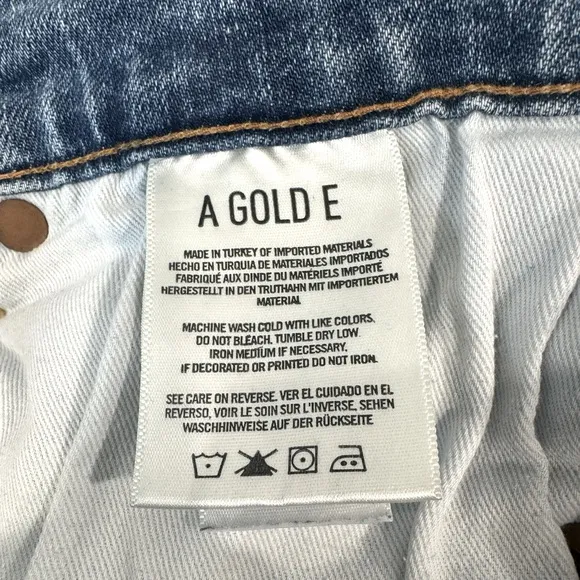 A GOLD E
MADE IN TURKEY OF IMPORTED MATERIALS
HECHO EN TURQUIA DE MATERIALES IMPORTADOS
FABRIQUÉ AUX DINDE DU MATÉRIELS IMPORTÉ
HERGESTELLT IN DEN TRUTHAHN MIT IMPORTIERTEM
MATERIAL
MACHINE WASH COLD WITH LIKE COLORS.
DO NOT BLEACH. TUMBLE DRY LOW.
IRON MEDIUM IF NECESSARY.
IF DECORATED OR PRINTED DO NOT IRON.
SEE CARE ON REVERSE. VER EL CUIDADO EN EL
REVERSO, VOIR LE SOIN SUR L'INVERSE, SEHEN
WASCHHINWEISE AUF DER RÜCKSEITE